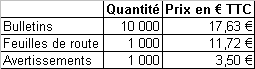 Quantité Prix en € TTC
Bulletins 10 000 17,63 €
Feuilles de route 1 000 11,72 €
Avertissements 1 000 3,50 €